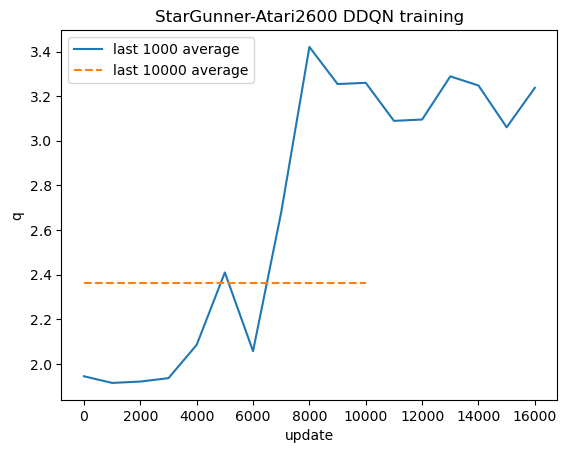 StarGunner-Atari2600 DDQN training
last 1000 average
last 10000 average
3.4
3.2
3.0
2.8
2.6
2.4
2.2
2.0
q
0 2000 4000 6000 8000 10000 12000 14000 16000
update